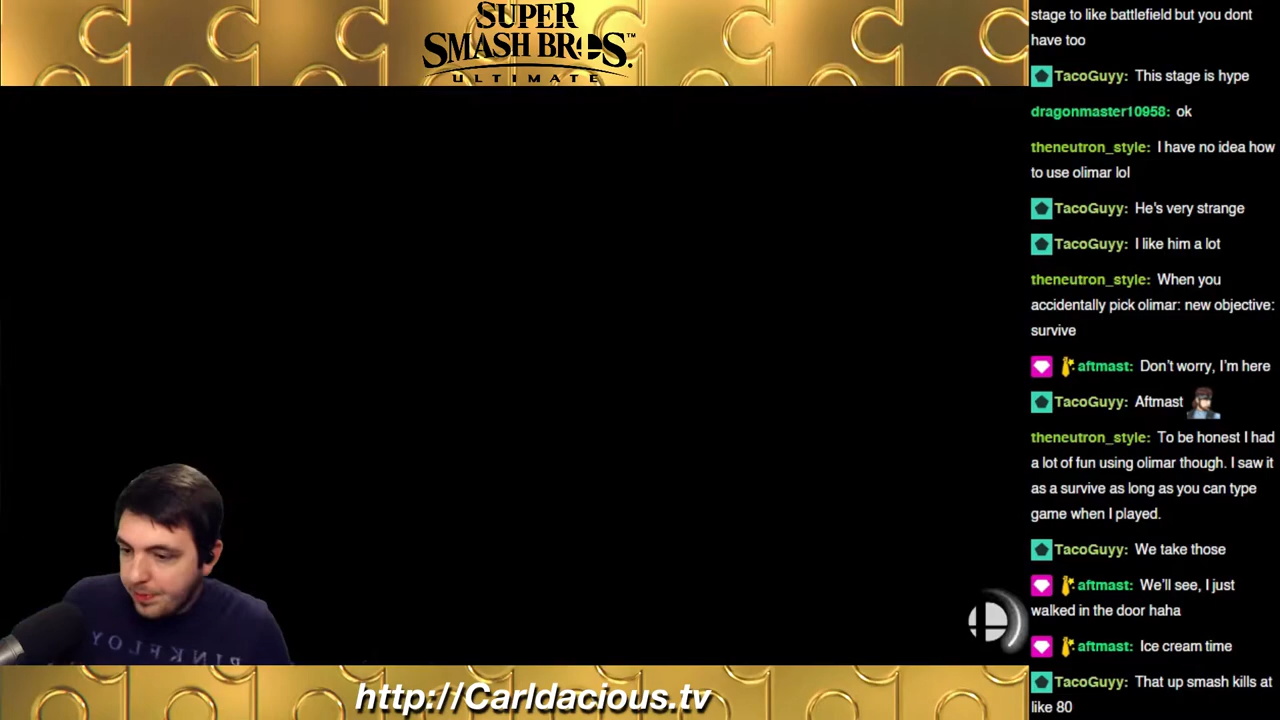 SUPER
SMASH BROS.™
ULTIMATE
stage to like battlefield but you dont
have too
TacoGuyy: This stage is hype
dragonmaster10958: ok
theneutron_style: I have no idea how
to use olimar lol
TacoGuyy: He's very strange
TacoGuyy: I like him a lot
theneutron_style: When you
accidentally pick olimar: new objective:
survive
aftmast: Don't worry, I'm here
TacoGuyy: Aftmast
theneutron_style: To be honest I had
a lot of fun using olimar though. I saw it
as a survive as long as you can type
game when I played.
TacoGuyy: We take those
aftmast: We'll see, I just
walked in the door haha
aftmast: Ice cream time
TacoGuyy: That up smash kills at
like 80
PINK FLOY
http://Carldacious.tv